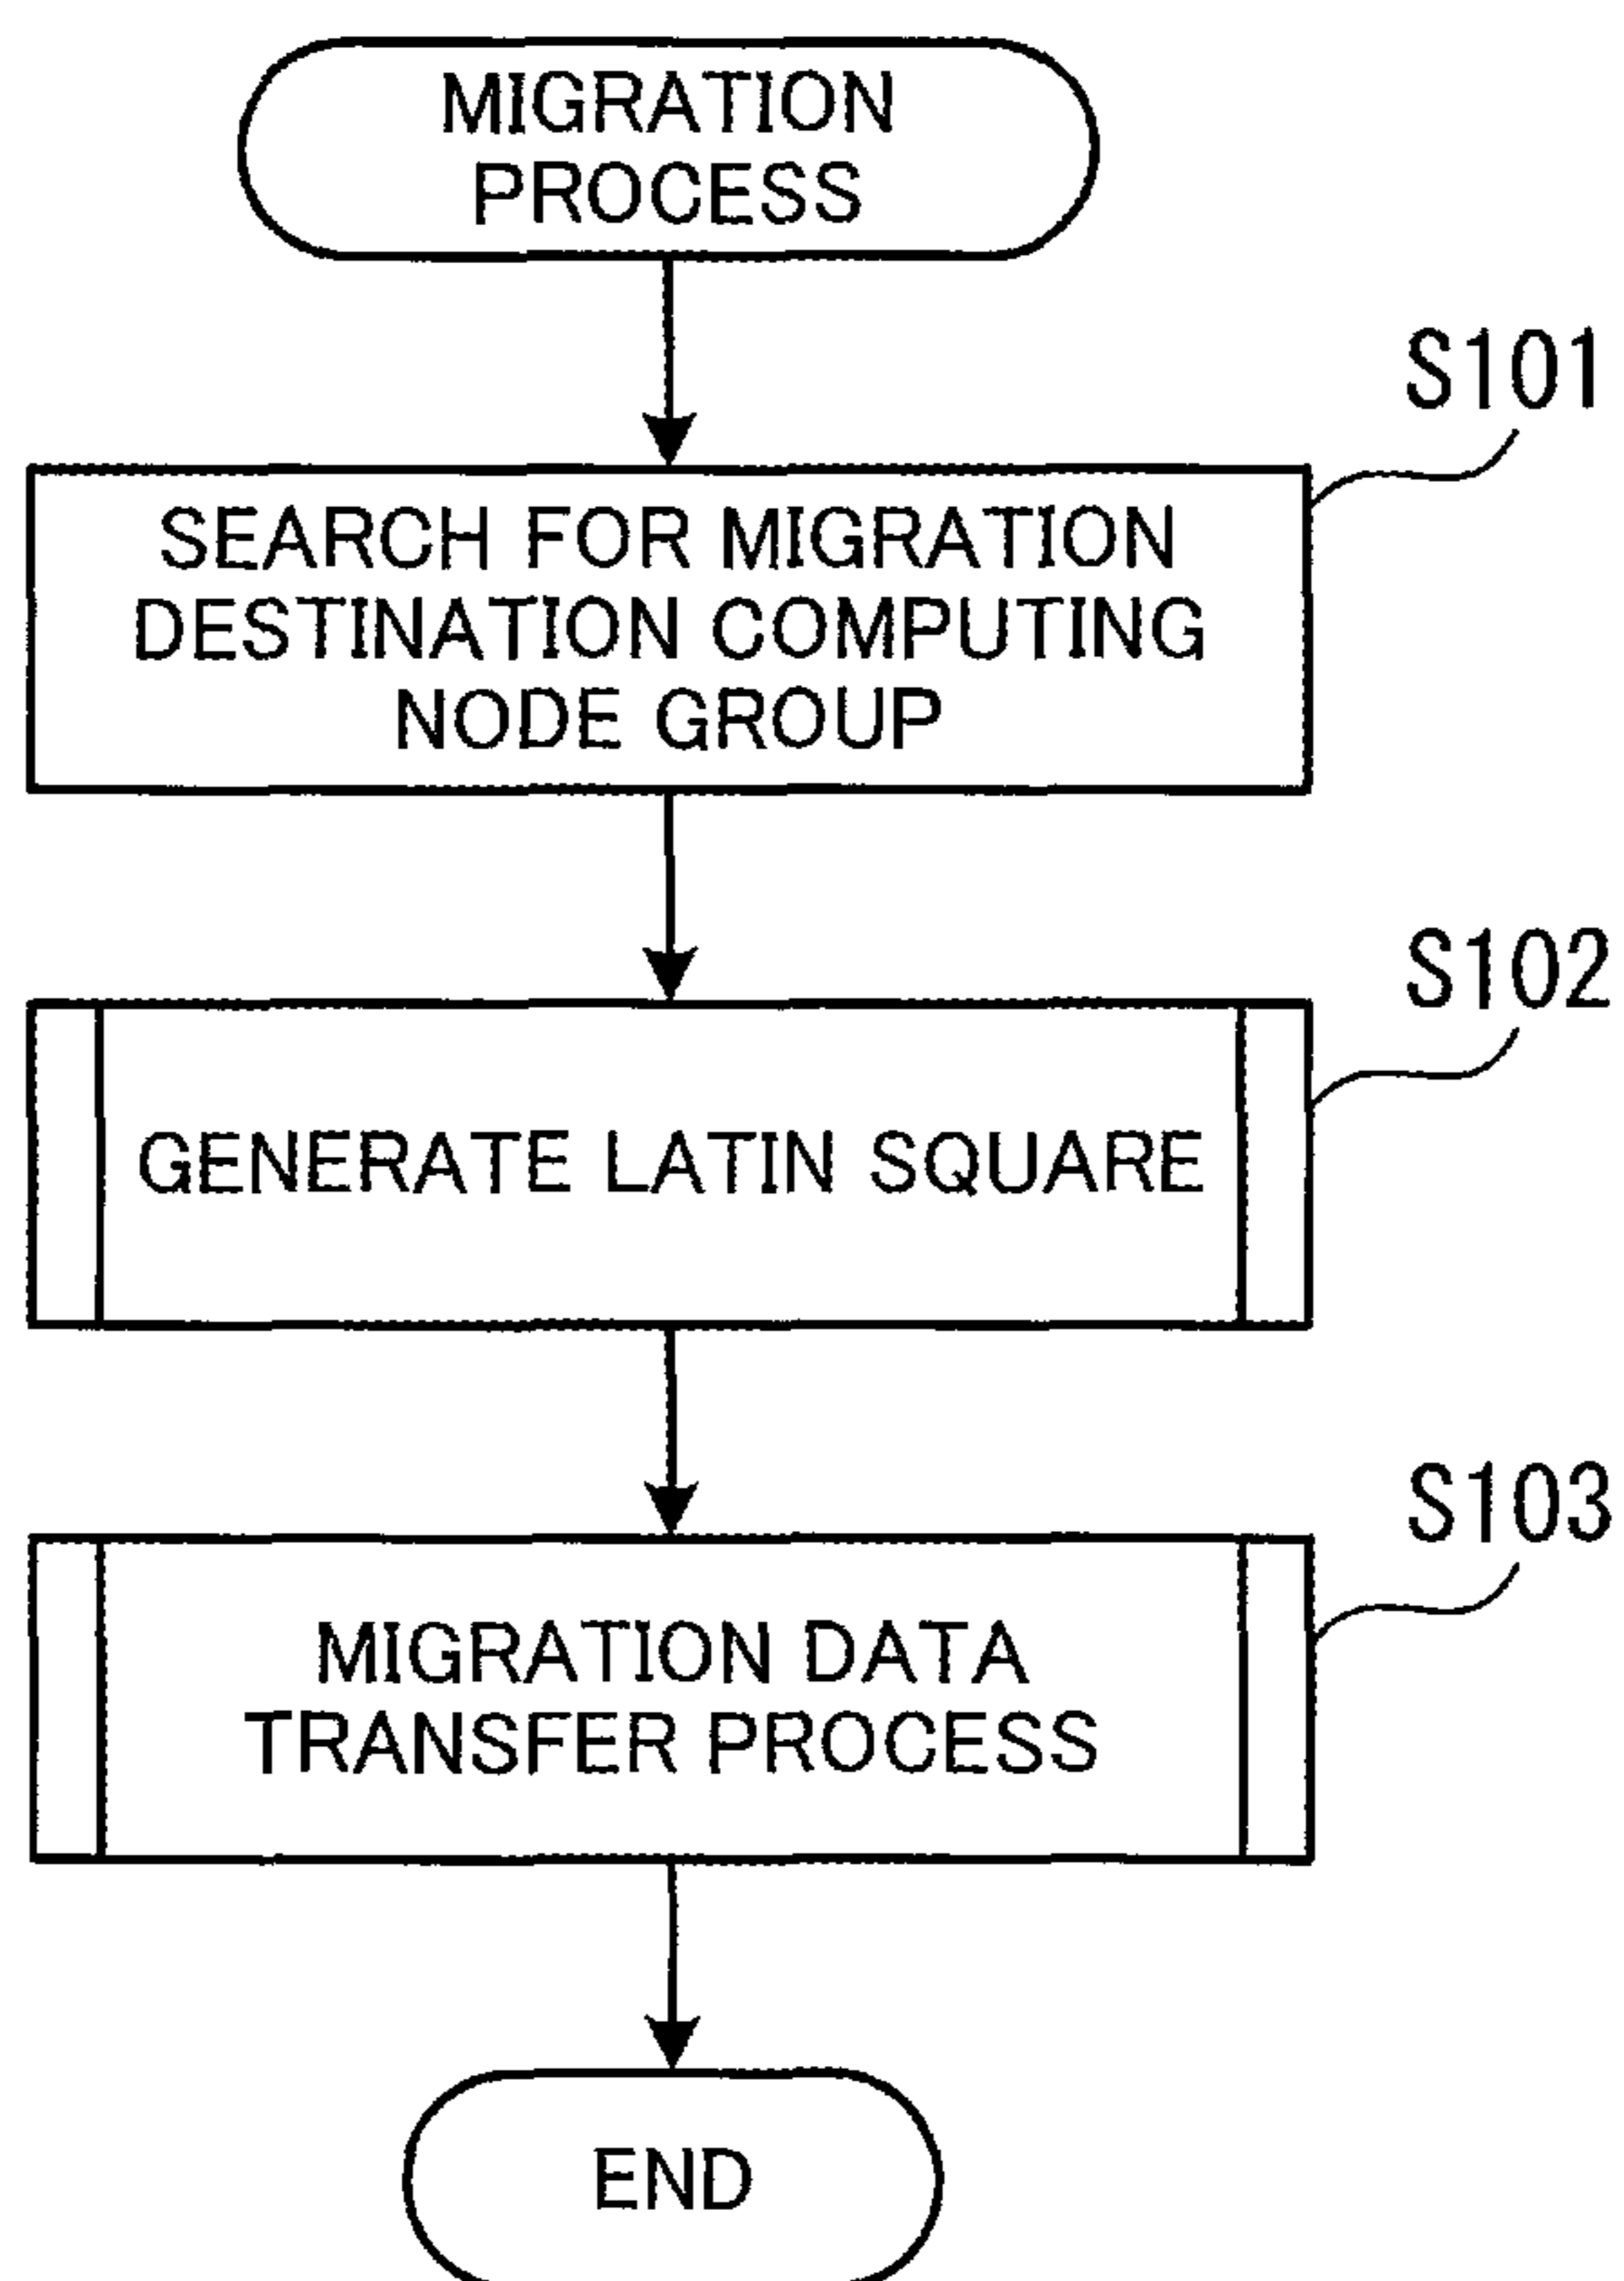 MIGRATION
PROCESS
S101
SEARCH FOR MIGRATION
DESTINATION COMPUTING
NODE GROUP
S102
GENERATE LATIN SQUARE
S103
MIGRATION DATA
TRANSFER PROCESS
END